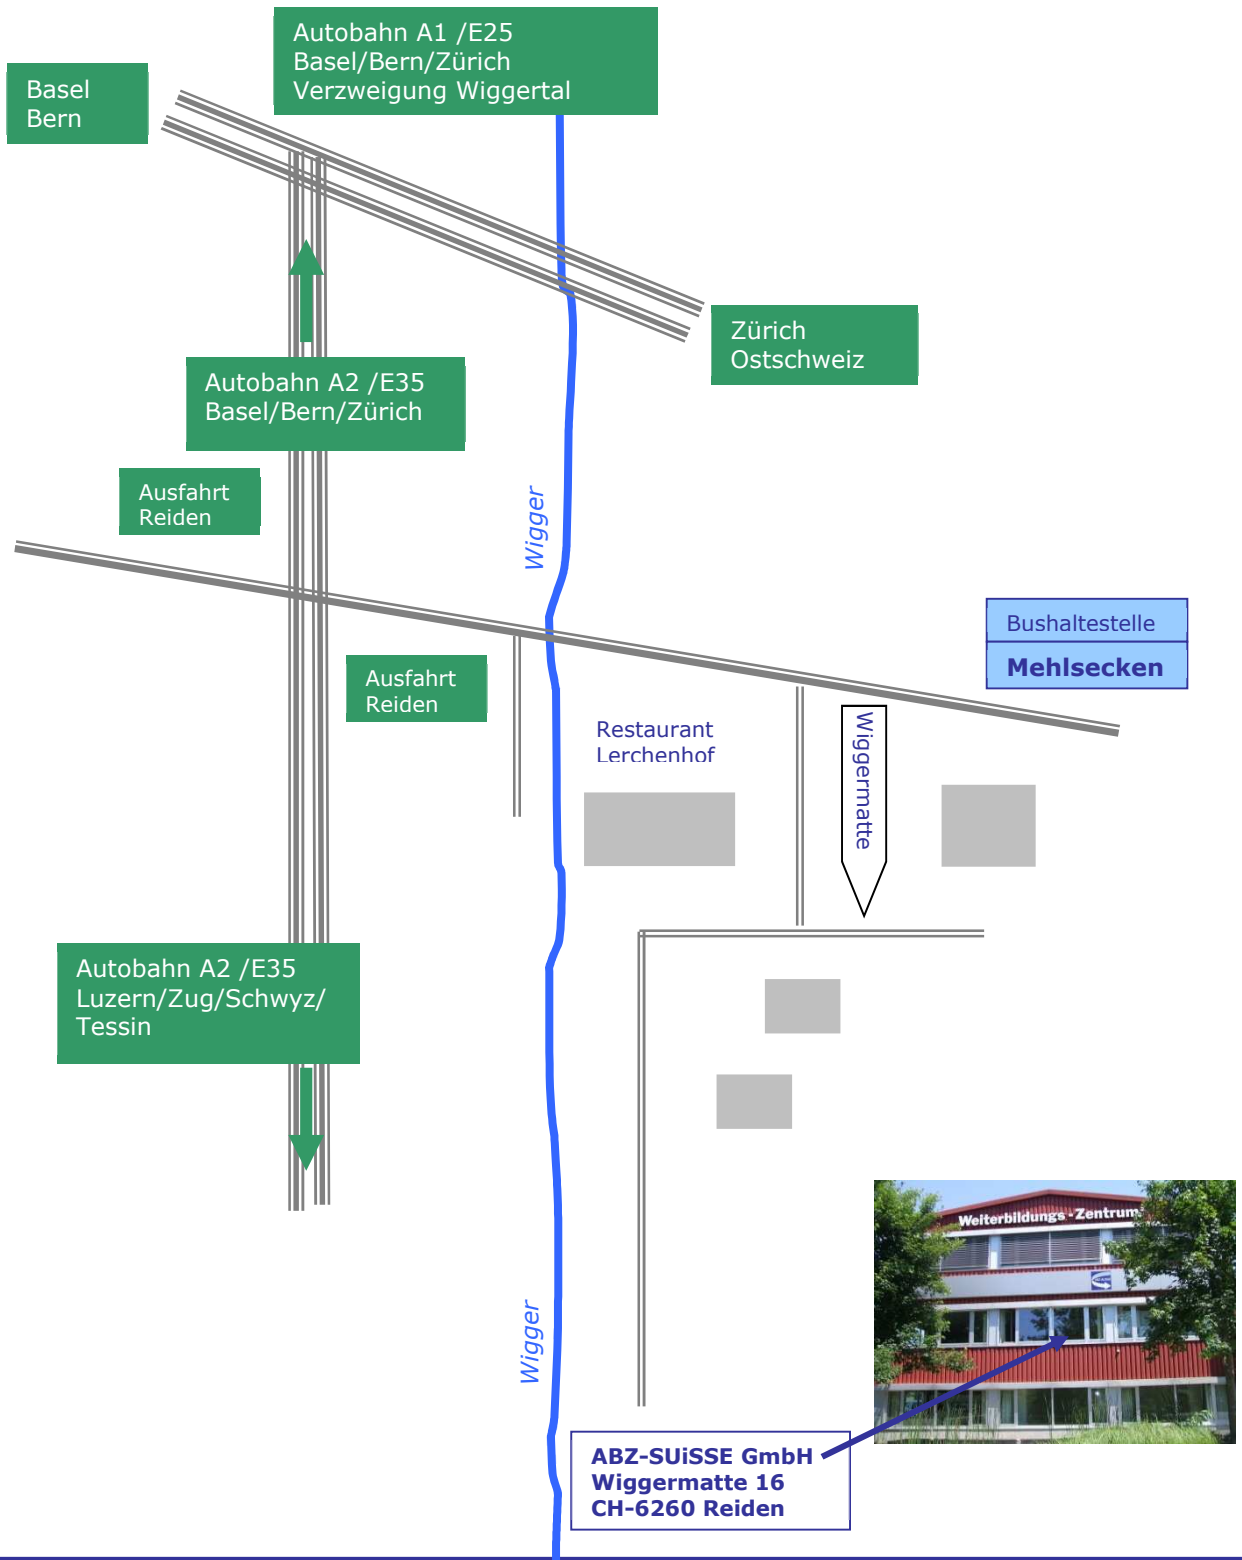 Autobahn A1 /E25
Basel/Bern/Zürich
Verzweigung Wiggertal
Basel
Bern
Zürich
Ostschweiz
Autobahn A2 /E35
Basel/Bern/Zürich
Ausfahrt
Reiden
Wigger
Bushaltestelle
Mehlsecken
Ausfahrt
Reiden
Restaurant
Lerchenhof
Wiggermatte
Autobahn A2 /E35
Luzern/Zug/Schwyz/
Tessin
Weiterbildungs-Zentrum
Wigger
ABZ-SUiSSE GmbH
Wiggermatte 16
CH-6260 Reiden